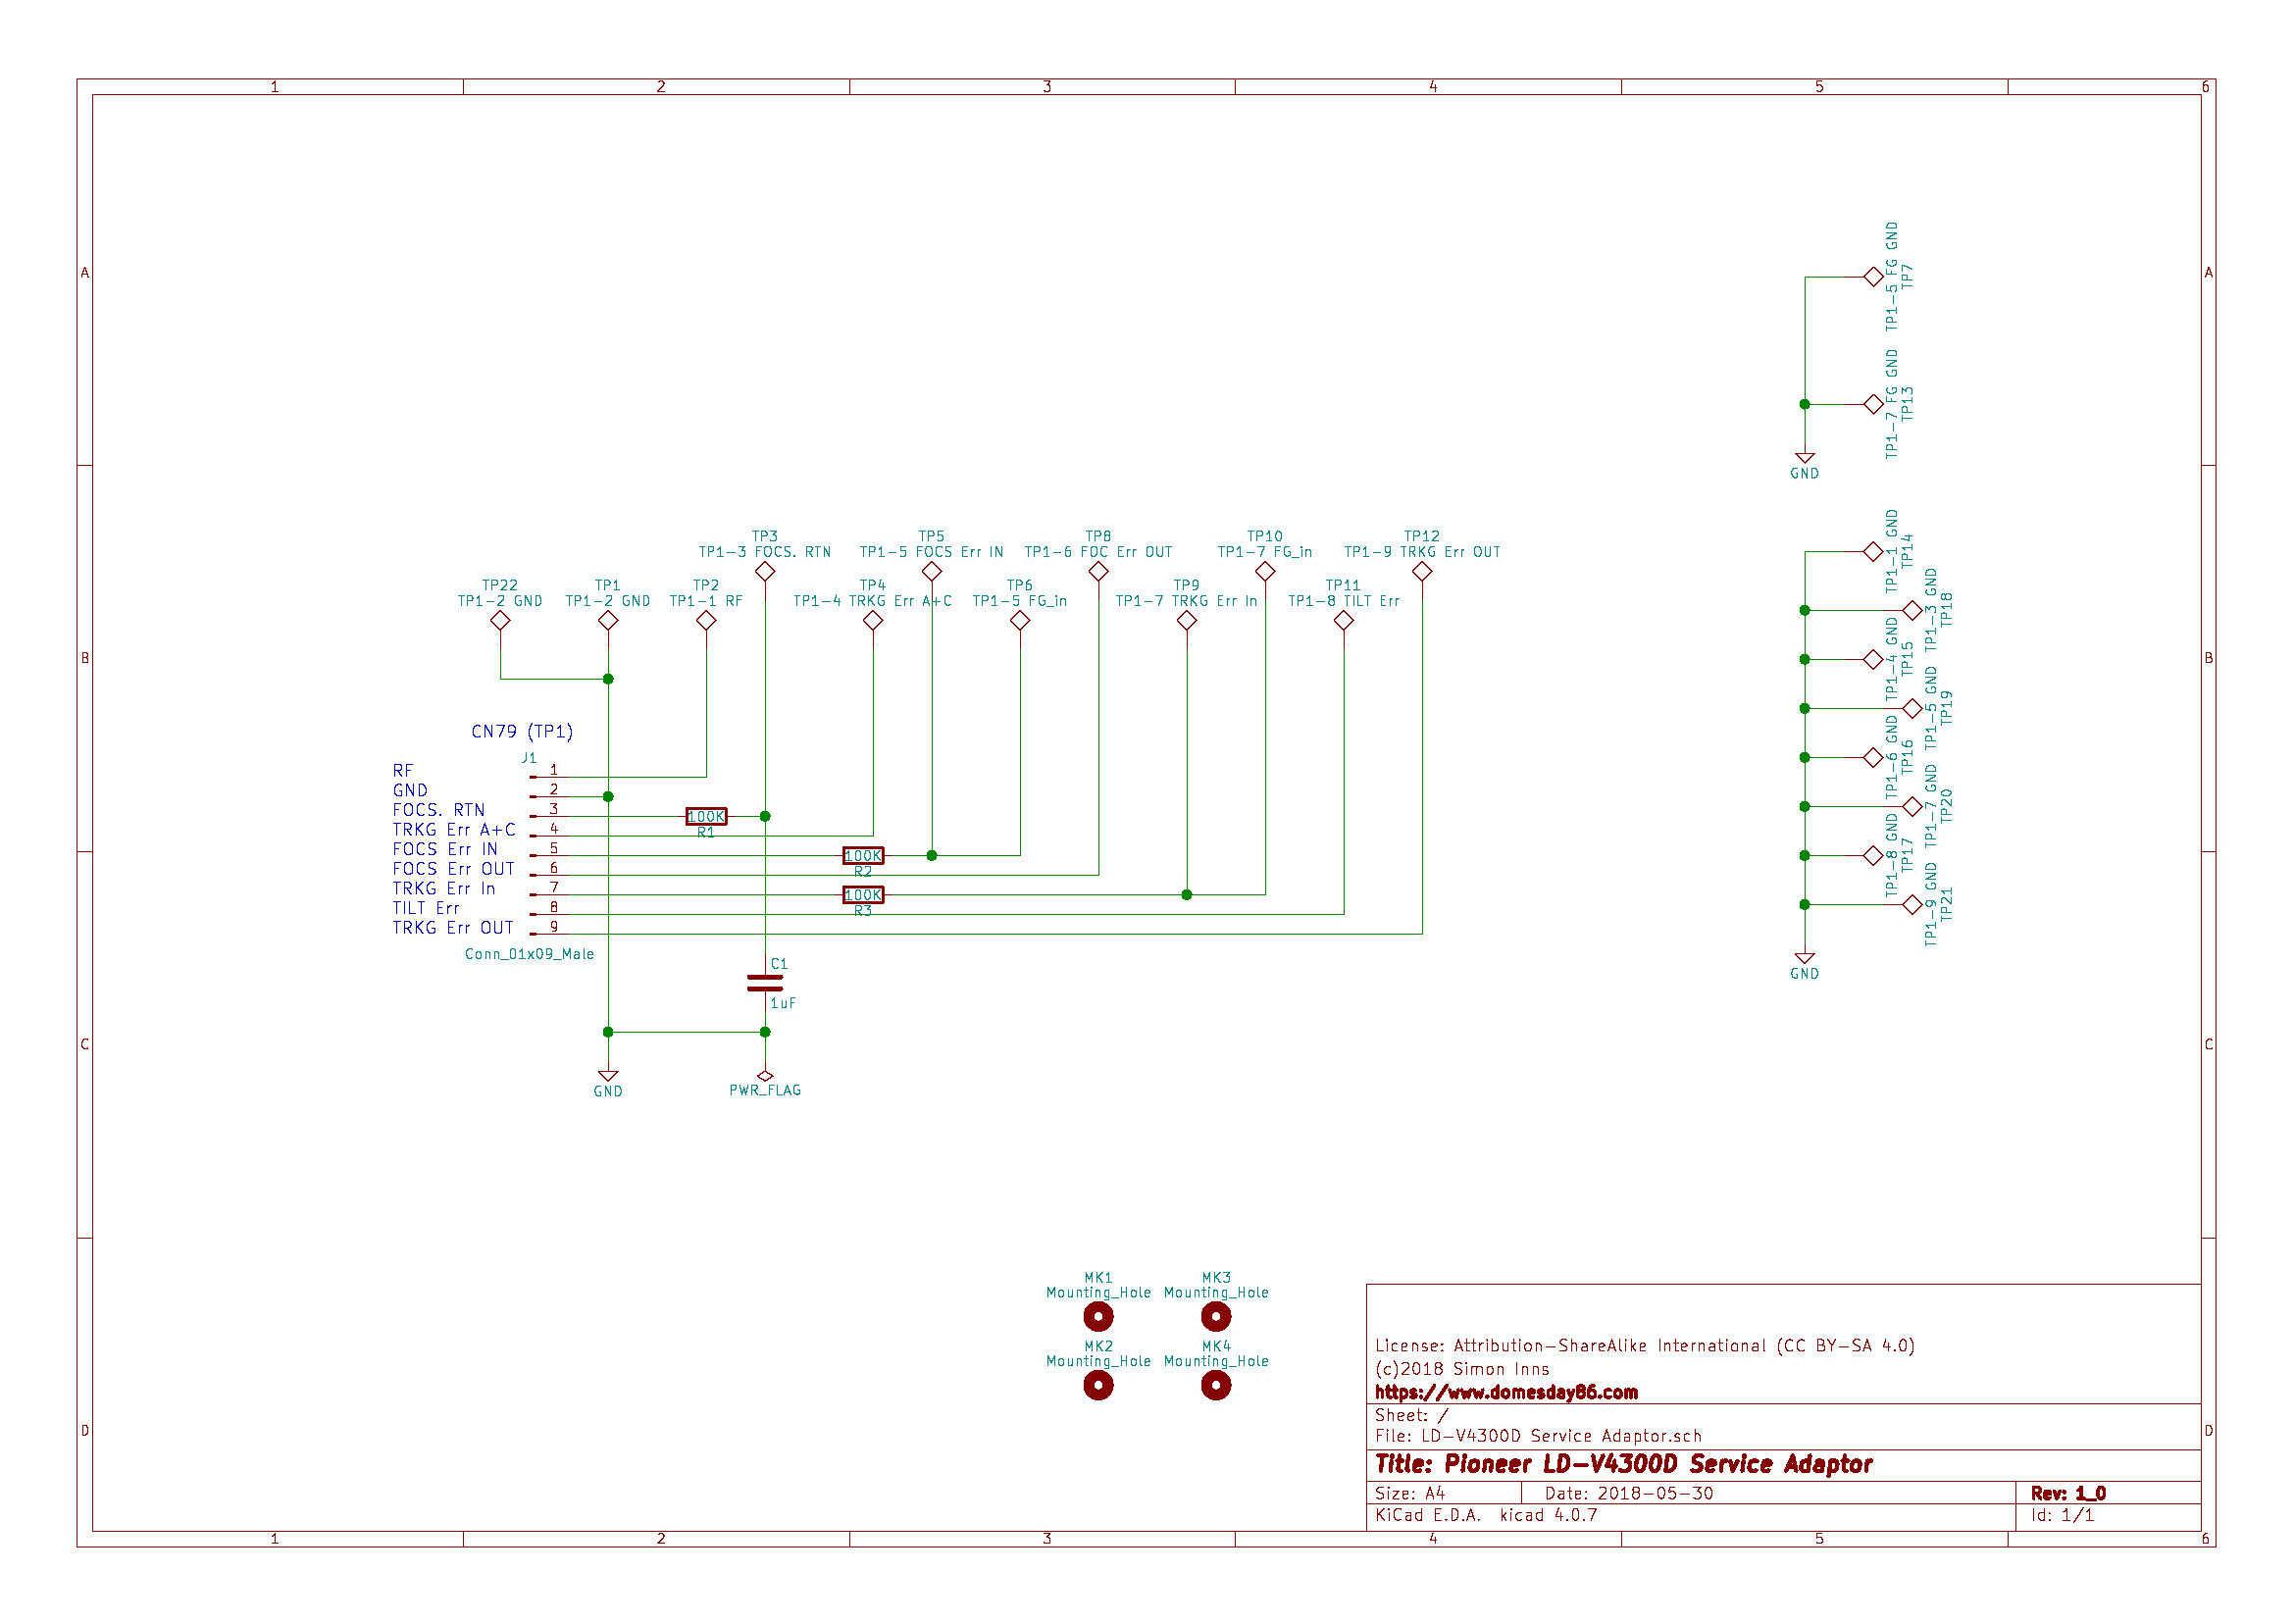 1 2 3 4 5 6
A A
TP1-5 FG GND
TP7
TP1-7 FG GND
TP13
GND
TP3
TP1-3 FOCS. RTN
TP5
TP1-5 FOCS Err IN
TP8
TP1-6 FOC Err OUT
TP10
TP1-7 FG_in
TP12
TP1-9 TRKG Err OUT
TP22
TP1-2 GND
TP1
TP1-2 GND
TP2
TP1-1 RF
TP4
TP1-4 TRKG Err A+C
TP6
TP1-5 FG_in
TP9
TP1-7 TRKG Err In
TP11
TP1-8 TILT Err
TP1-1 GND
TP14
TP1-3 GND
TP18
B B
TP1-4 GND
TP15
TP1-5 GND
TP19
TP1-6 GND
TP16
TP1-7 GND
TP20
TP1-8 GND
TP17
TP1-9 GND
TP21
GND
CN79 (TP1)
J1
RF 1
GND 2
FOCS. RTN 3
TRKG Err A+C 4
FOCS Err IN 5
FOCS Err OUT 6
TRKG Err In 7
TILT Err 8
TRKG Err OUT 9
Conn_01x09_Male
100K
R1
100K
R2
100K
R3
C1
1uF
C C
GND
PWR_FLAG
MK1
Mounting_Hole
MK3
Mounting_Hole
MK2
Mounting_Hole
MK4
Mounting_Hole
D D
License: Attribution-ShareAlike International (CC BY-SA 4.0)
(c)2018 Simon Inns
https://www.domesday86.com
Sheet: /
File: LD-V4300D Service Adaptor.sch
Title: Pioneer LD-V4300D Service Adaptor
Size: A4 Date: 2018-05-30 Rev: 1_0
KiCad E.D.A. kicad 4.0.7 Id: 1/1
1 2 3 4 5 6